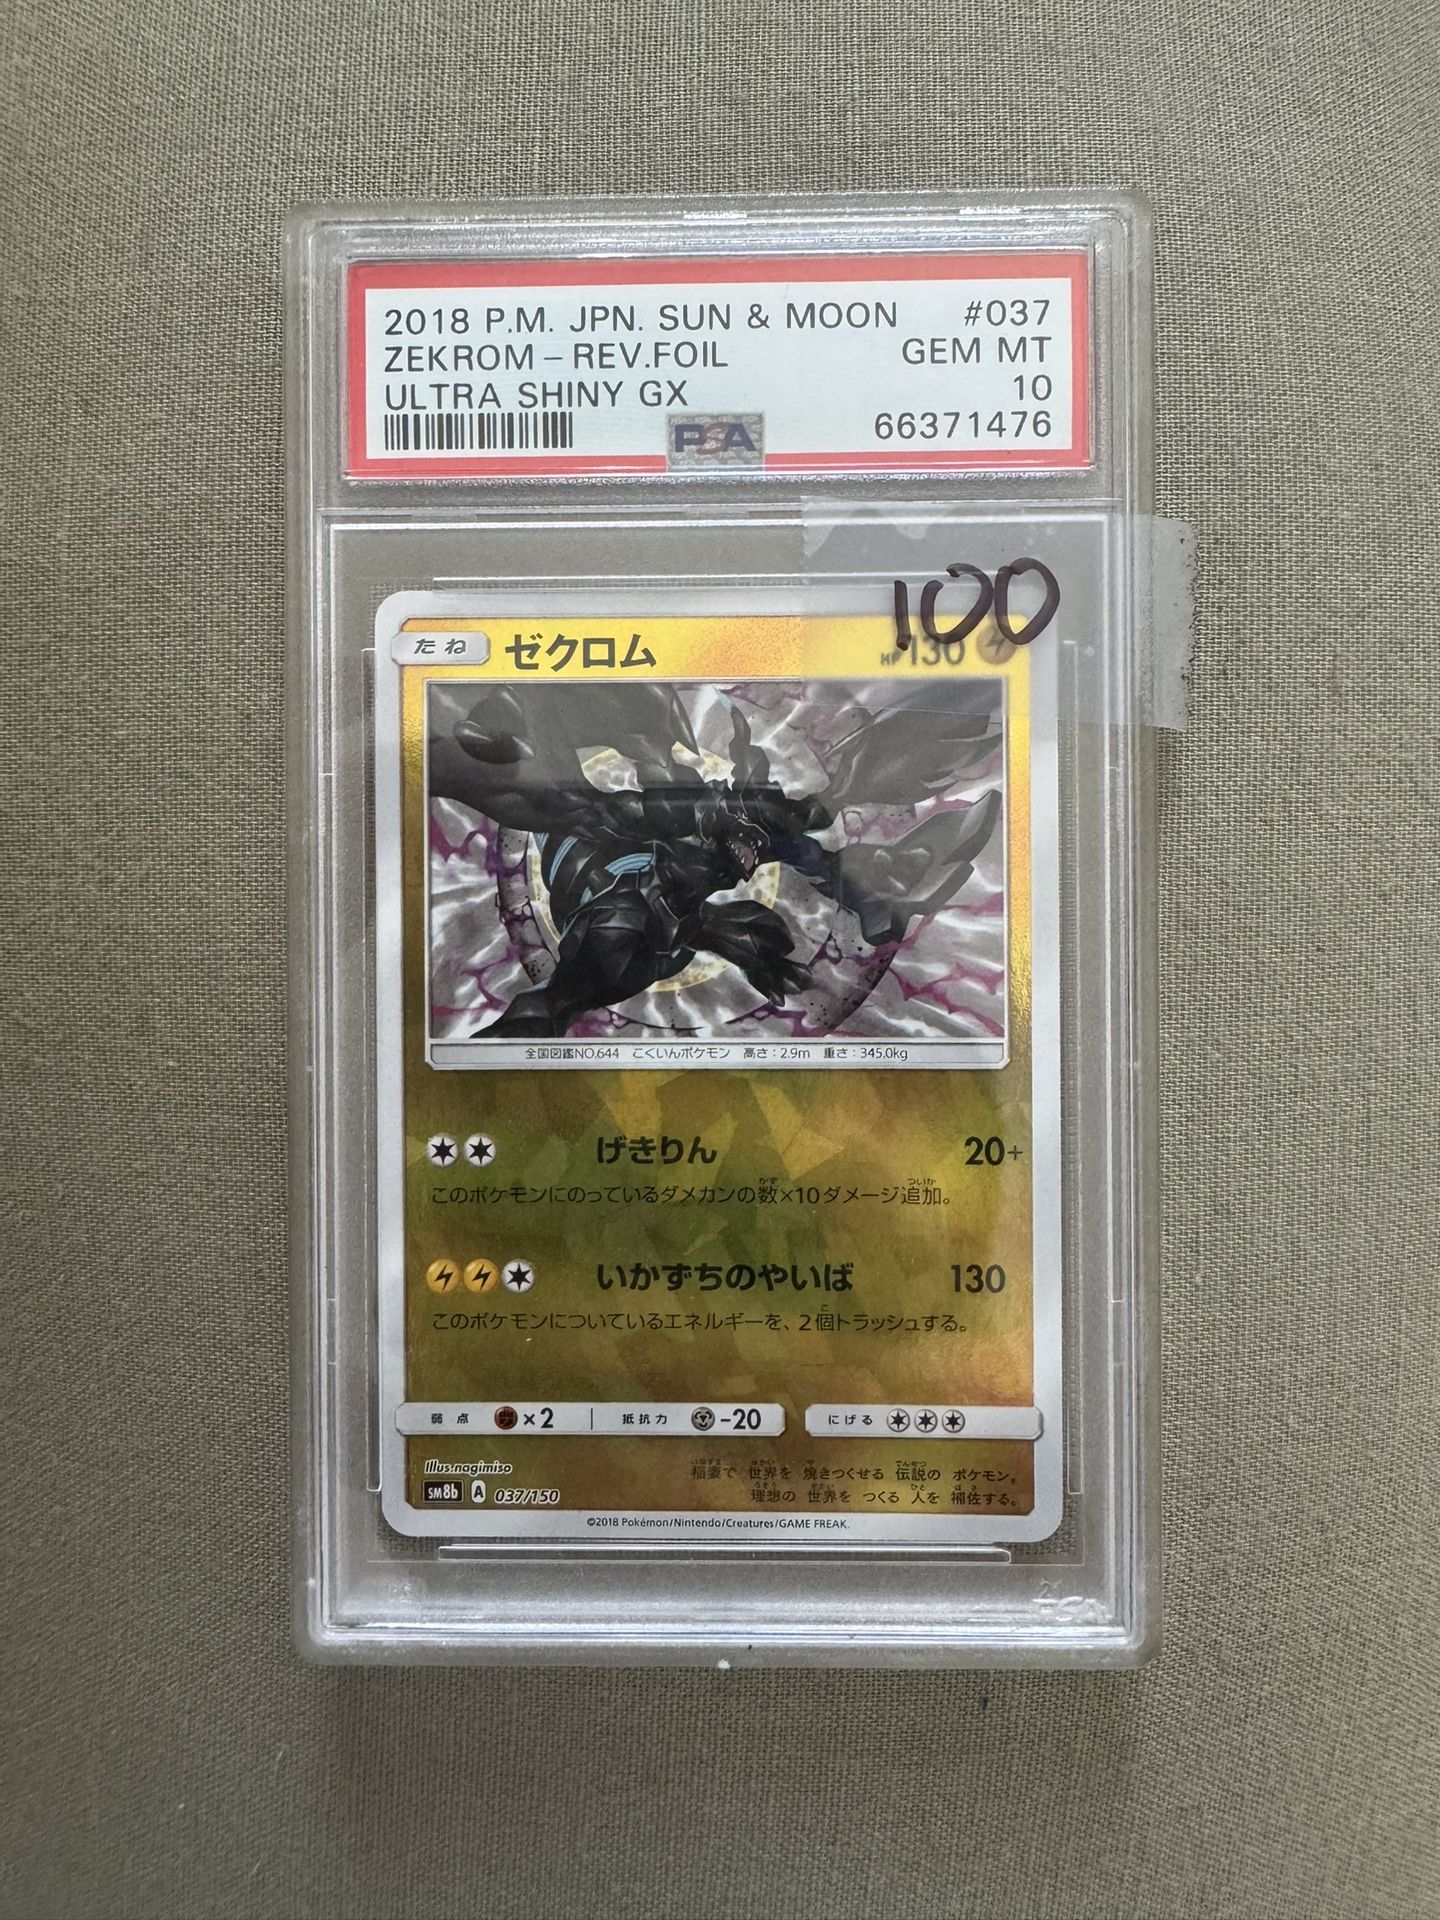 2018 P.M. JPN. SUN & MOON #037
ZEKROM - REV.FOIL GEM MT
ULTRA SHINY GX 10
PSA 66371476
100
たね ゼクロム HP 130
全国図鑑NO.644 こくいんポケモン 高さ：2.9m 重さ：345.0kg
げきりん 20+
このポケモンにのっているダメカンの数×10ダメージ追加。
いかずちのやいば 130
このポケモンについているエネルギーを、2個トラッシュする。
弱点 ×2 抵抗力 -20 にげる
Illus.nagimiso
稲妻で 世界を 焼きつくせる 伝説の ポケモン。
SM8b A 037/150
理想の 世界を つくる 人を 補佐する。
©2018 Pokémon/Nintendo/Creatures/GAME FREAK.